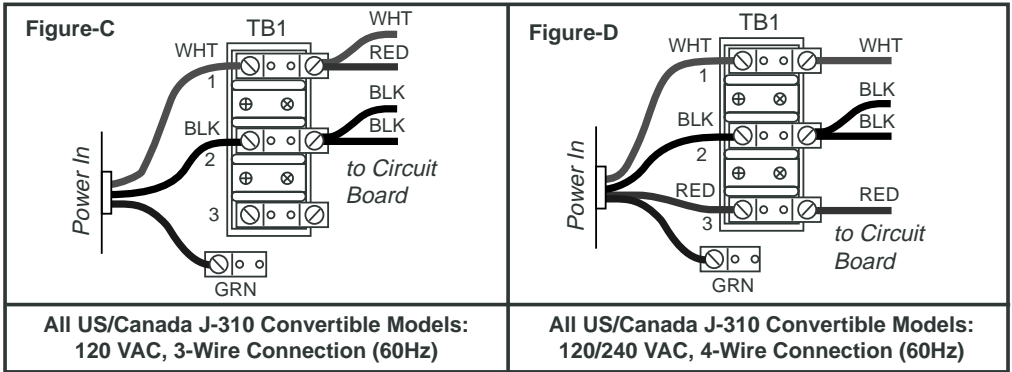 Figure-C
TB1
WHT
WHT
RED
1
BLK
BLK
BLK
2
to Circuit
Board
Power In
3
GRN
All US/Canada J-310 Convertible Models:
120 VAC, 3-Wire Connection (60Hz)
Figure-D
TB1
WHT
WHT
1
BLK
BLK
BLK
2
Power In
RED
RED
3
to Circuit
Board
GRN
All US/Canada J-310 Convertible Models:
120/240 VAC, 4-Wire Connection (60Hz)